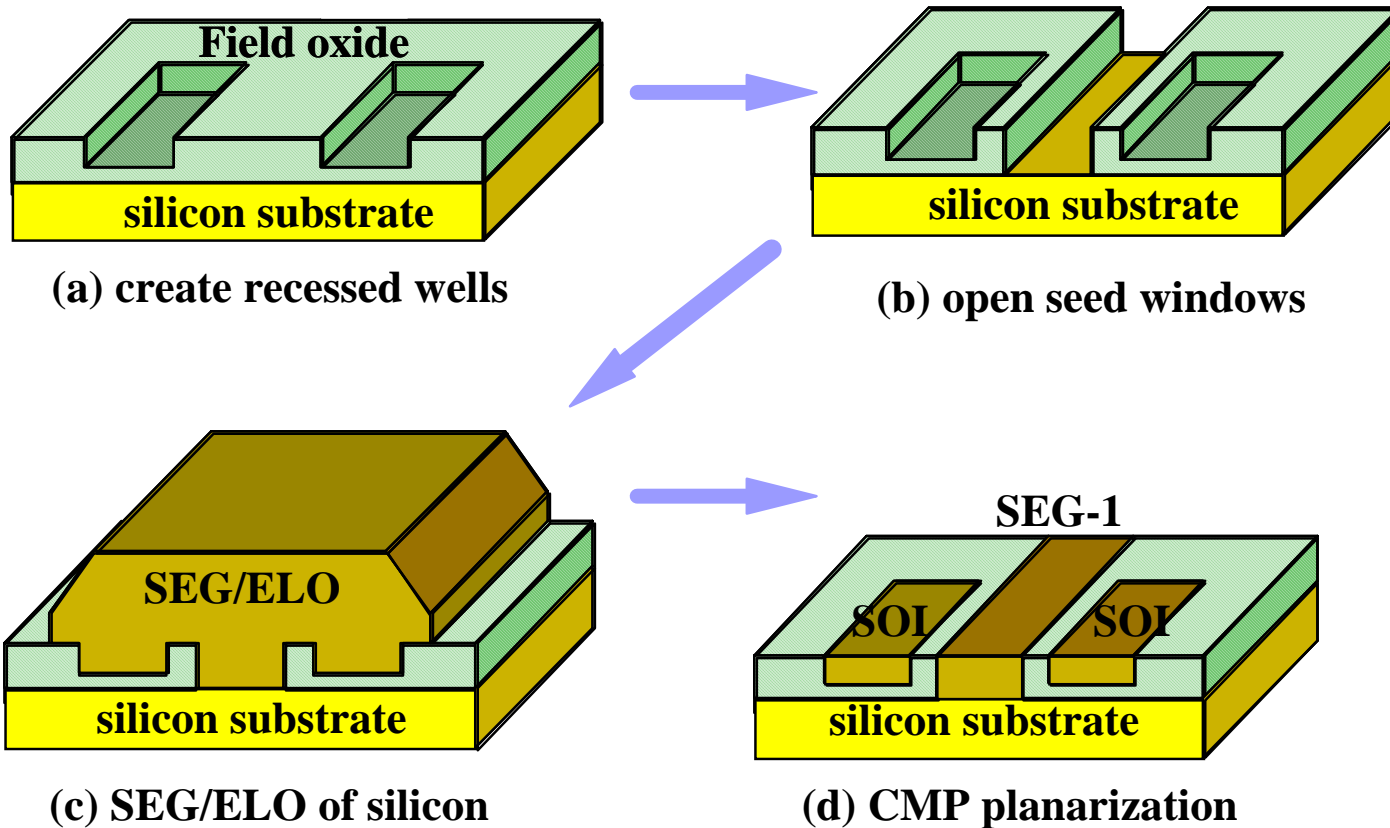 Field oxide
silicon substrate
(a) create recessed wells
silicon substrate
(b) open seed windows
SEG/ELO
silicon substrate
(c) SEG/ELO of silicon
SEG-1
SOI SOI
silicon substrate
(d) CMP planarization